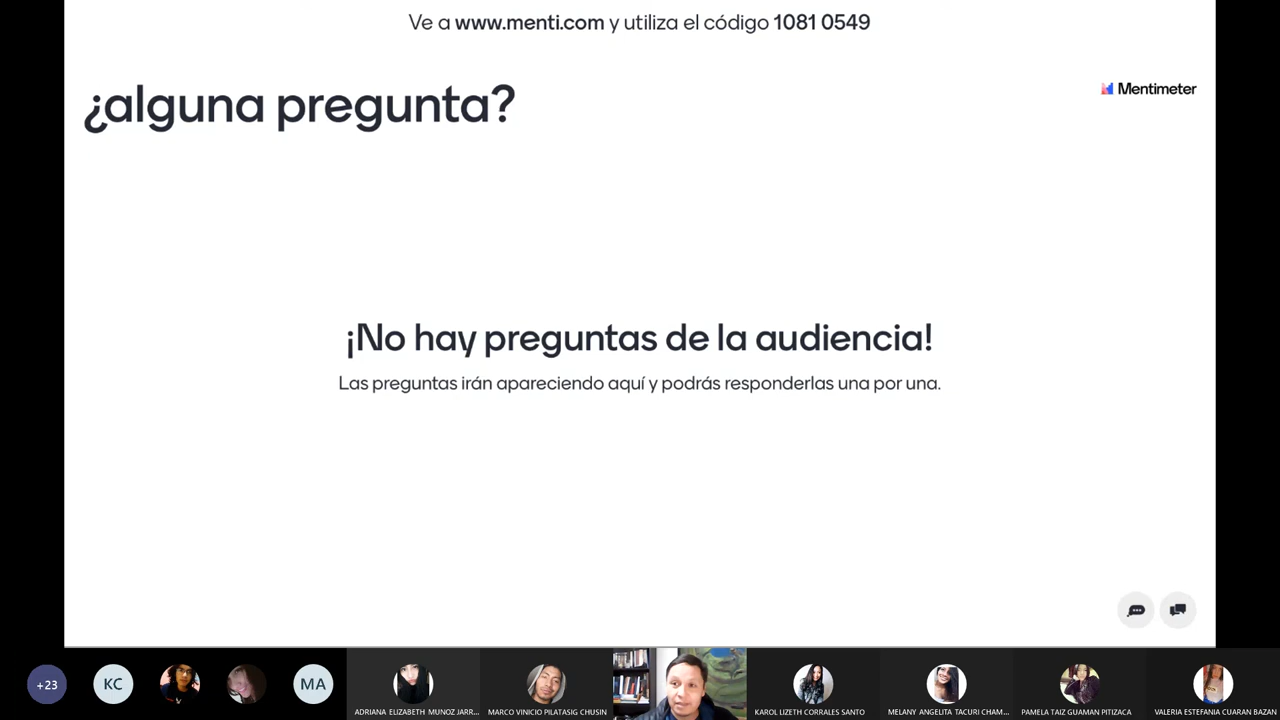 Ve a www.menti.com y utiliza el código 1081 0549
¿alguna pregunta?
Mentimeter
¡No hay preguntas de la audiencia!
Las preguntas irán apareciendo aquí y podrás responderlas una por una.
+23
KC
MA
ADRIANA ELIZABETH MUNOZ JARR...
MARCO VINICIO PILATASIG CHUSIN
KAROL LIZETH CORRALES SANTO
MELANY ANGELITA TACURI CHAM...
PAMELA TAIZ GUAMAN PITIZACA
VALERIA ESTEFANIA CUARAN BAZAN